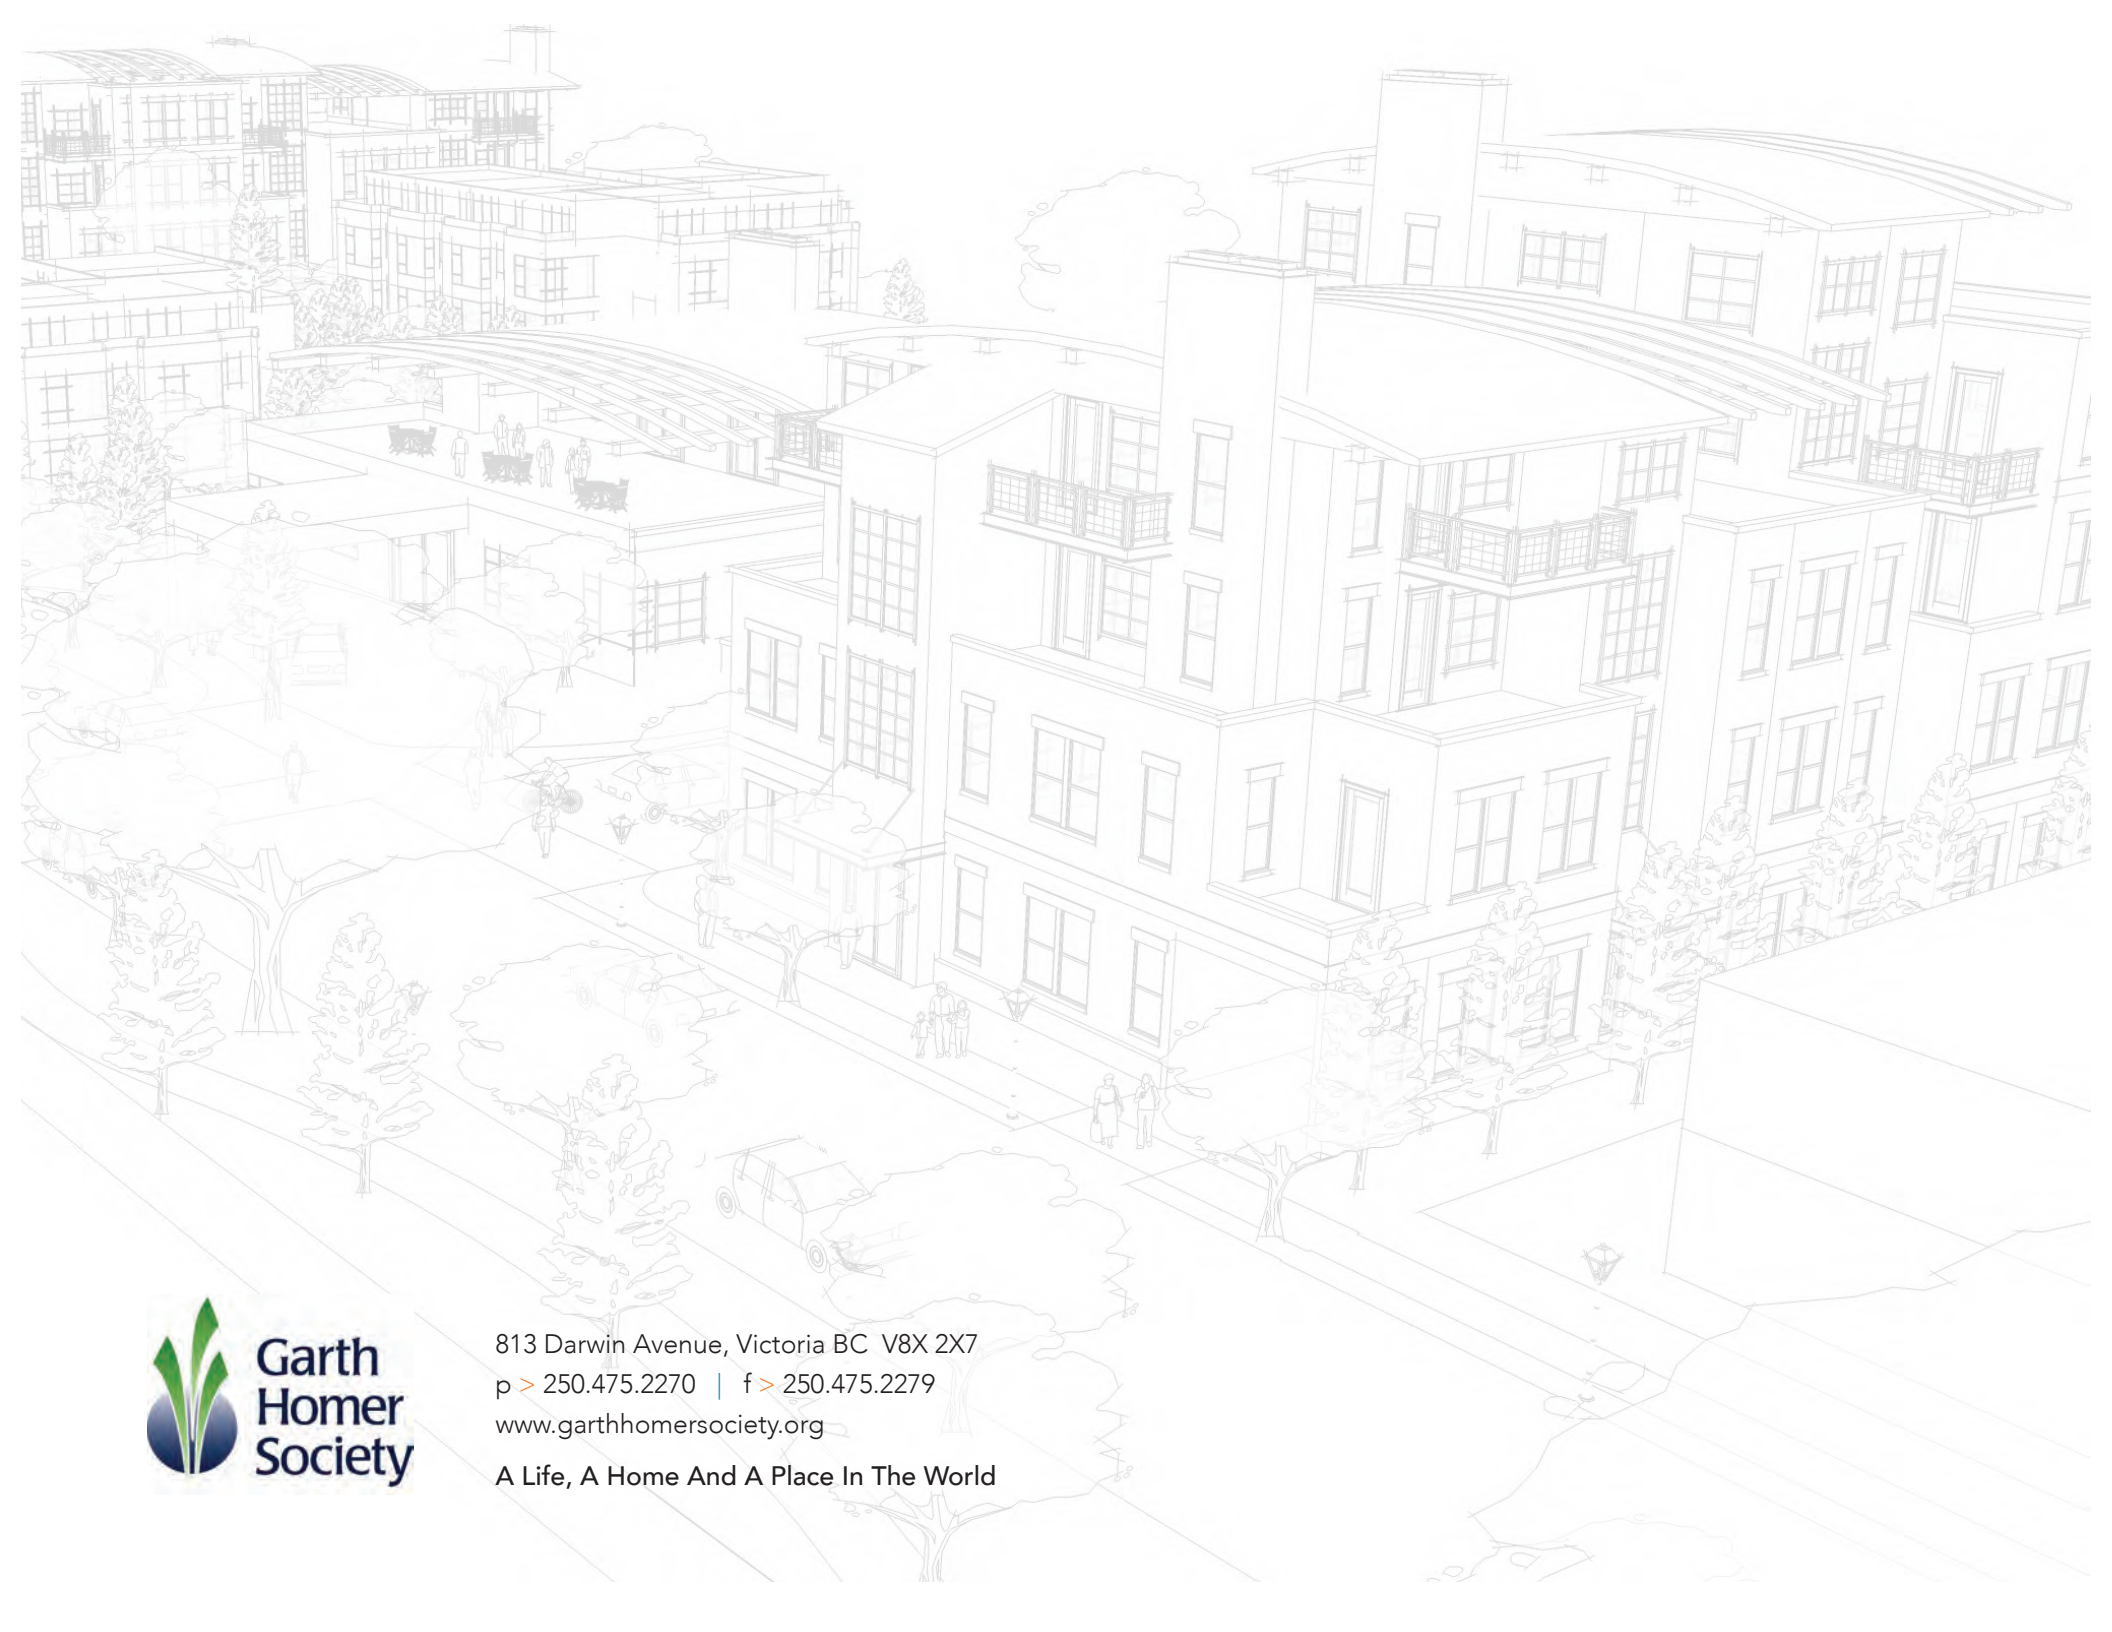 Garth
Homer
Society
813 Darwin Avenue, Victoria BC  V8X 2X7
p > 250.475.2270 | f > 250.475.2279
www.garthhomersociety.org
A Life, A Home And A Place In The World